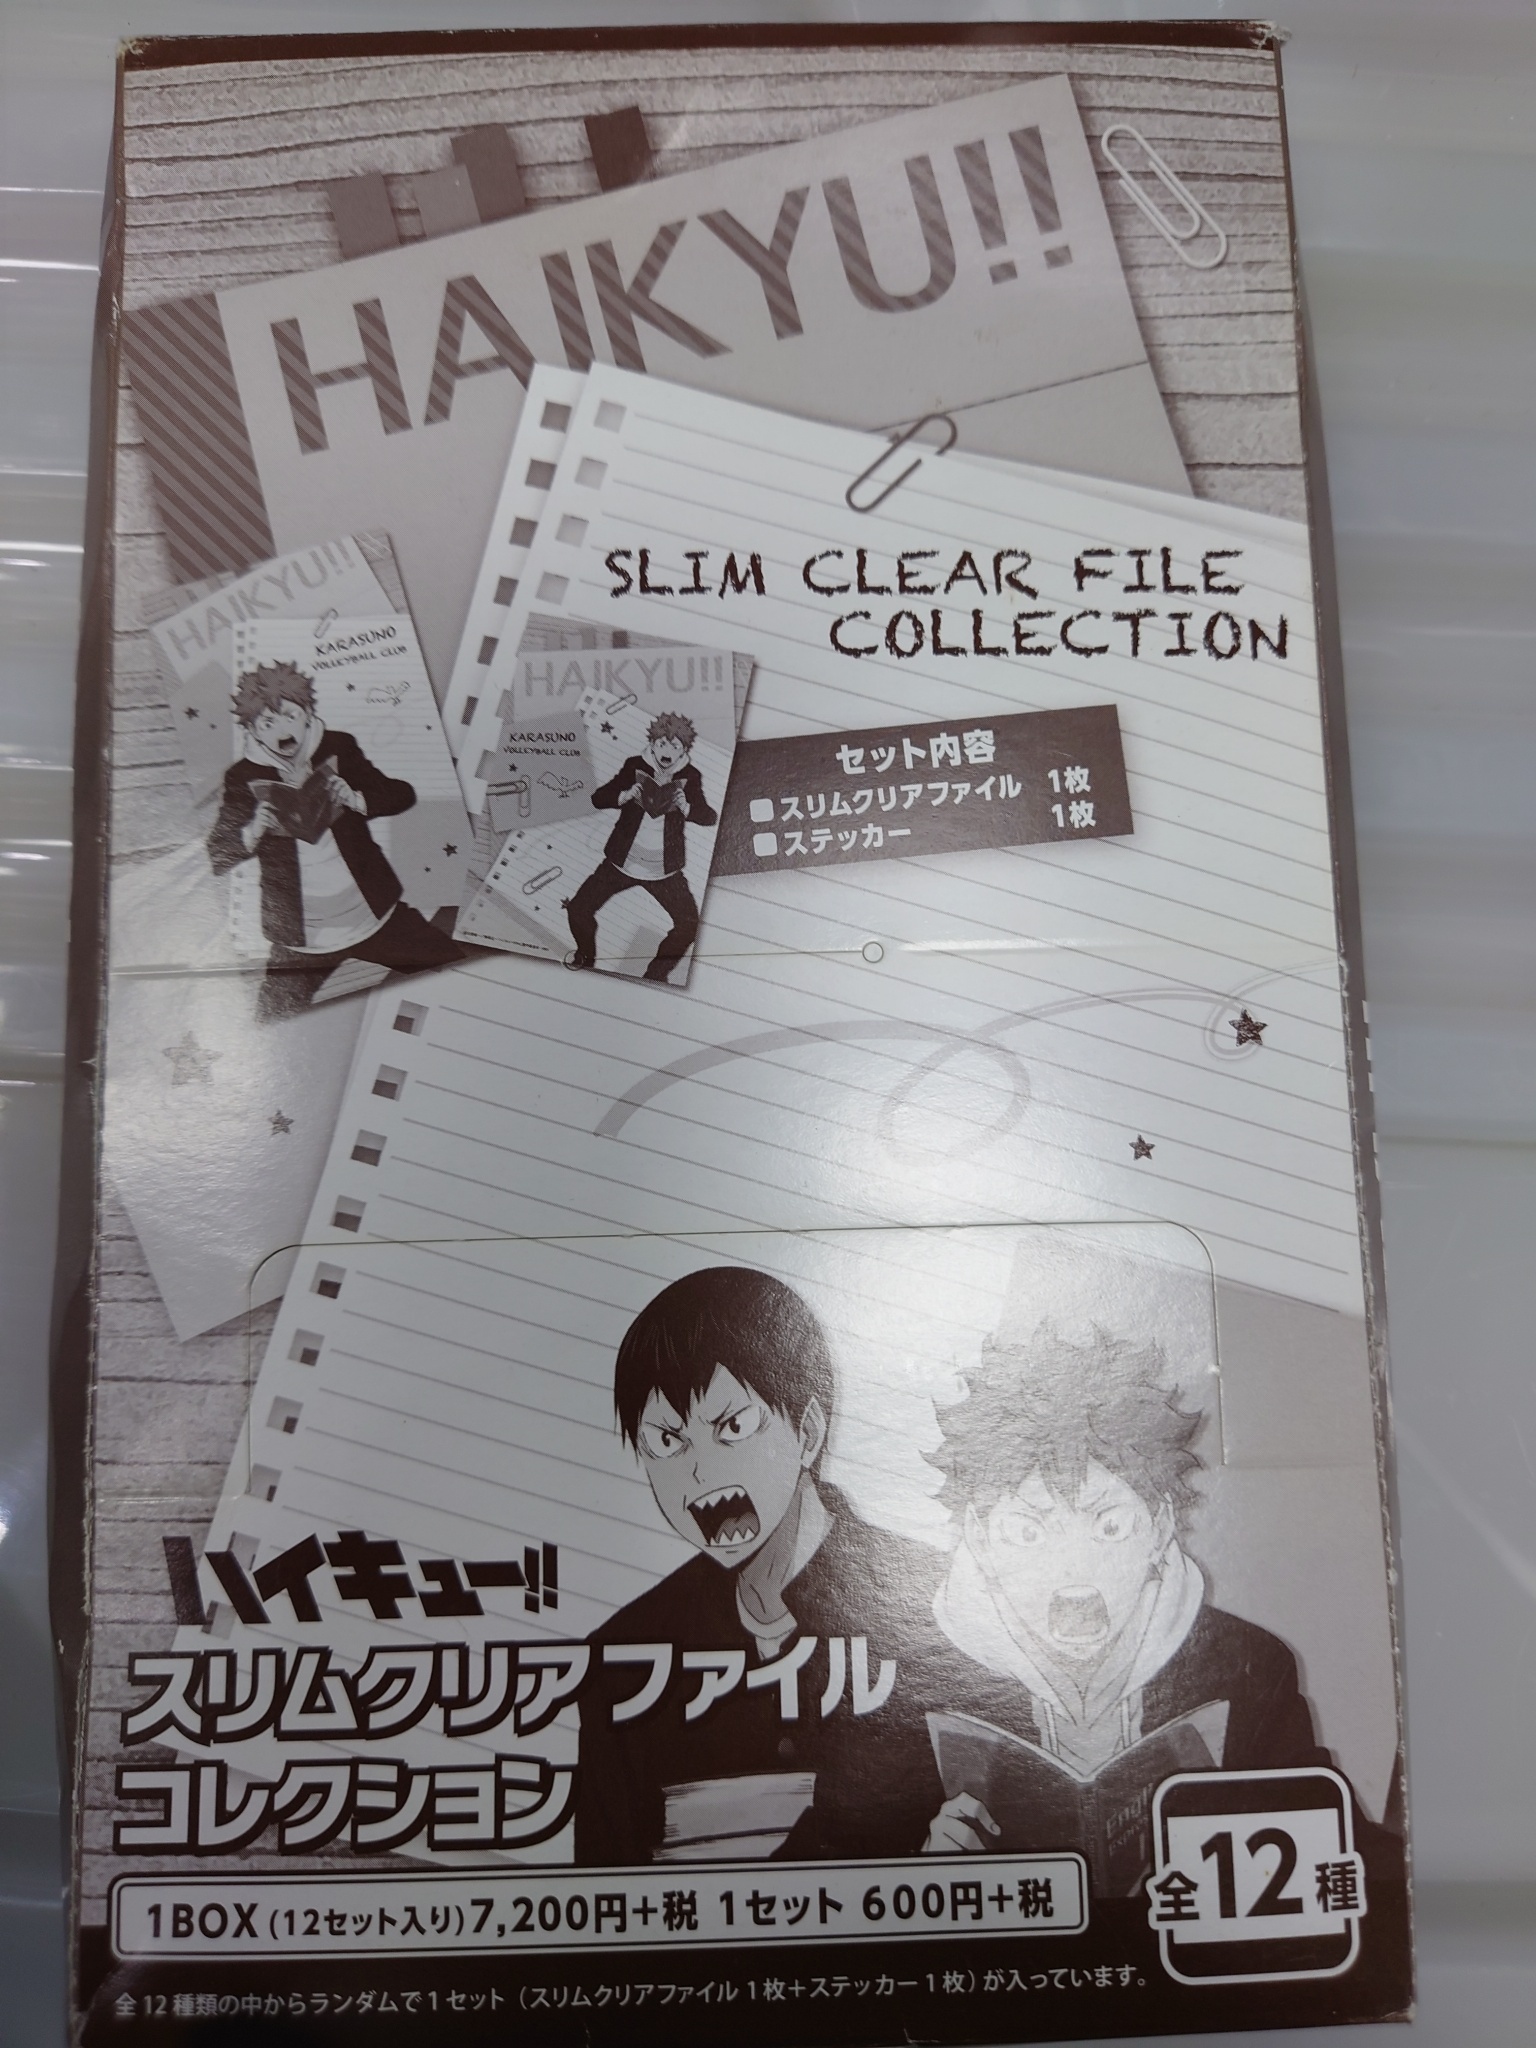 HAIKYU!!
SLIM CLEAR FILE
COLLECTION
HAIKYU!!
KARASUNO
VOLLEYBALL CLUB
HAIKYU!!
KARASUNO
VOLLEYBALL CLUB
セット内容
スリムクリアファイル 1枚
ステッカー 1枚
ハイキュー!!
スリムクリアファイル
コレクション
全12種
1BOX (12セット入り) 7,200円+税 1セット 600円+税
全12種類の中からランダムで1セット（スリムクリアファイル1枚+ステッカー1枚）が入っています。